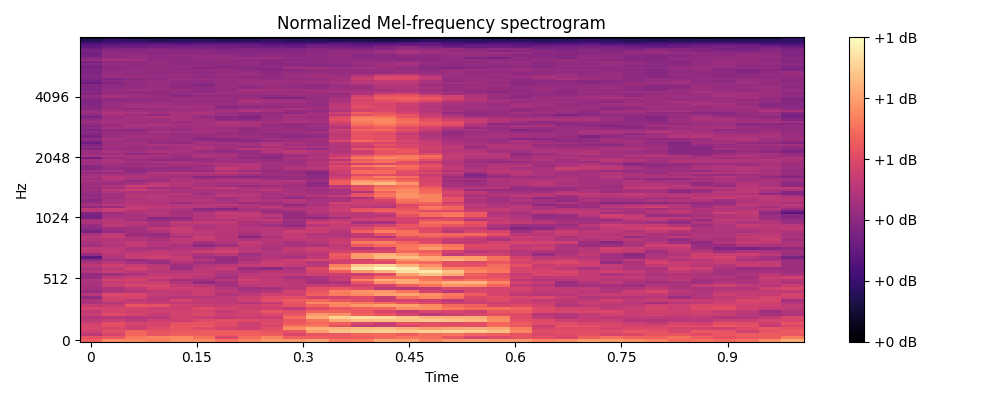 Normalized Mel-frequency spectrogram
Hz
4096
2048
1024
512
0
0 0.15 0.3 0.45 0.6 0.75 0.9
Time
+1 dB
+1 dB
+1 dB
+0 dB
+0 dB
+0 dB